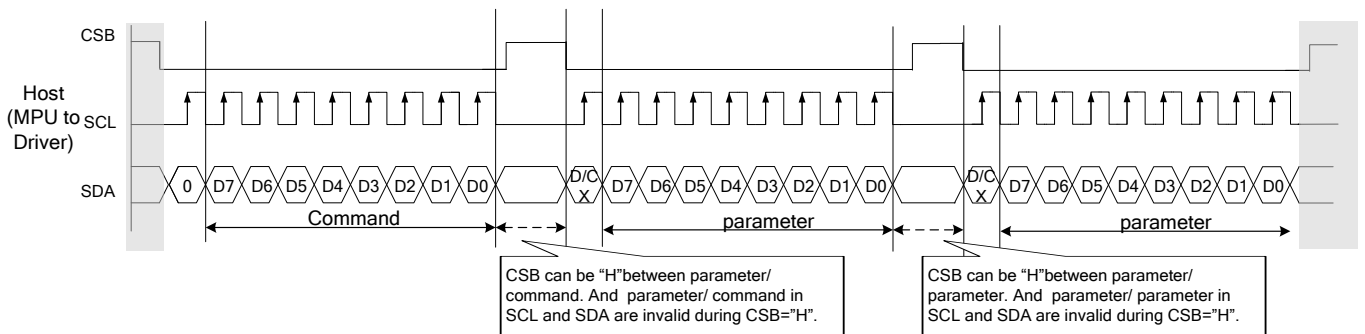 CSB
Host
(MPU to
Driver)
SCL
SDA
0 D7 D6 D5 D4 D3 D2 D1 D0 D/C
X D7 D6 D5 D4 D3 D2 D1 D0 D/C
X D7 D6 D5 D4 D3 D2 D1 D0
Command
parameter
parameter
CSB can be “H”between parameter/
command. And parameter/ command in
SCL and SDA are invalid during CSB="H".
CSB can be “H”between parameter/
parameter. And parameter/ parameter in
SCL and SDA are invalid during CSB="H".